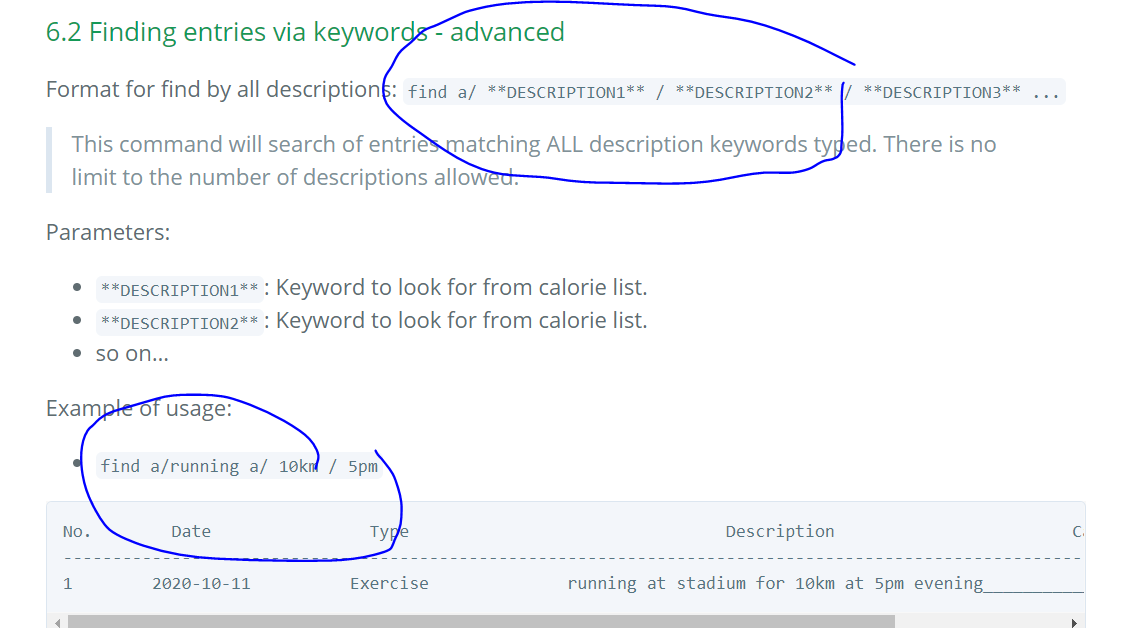 6.2 Finding entries via keywords - advanced
Format for find by all descriptions: find a/ **DESCRIPTION1** / **DESCRIPTION2** / **DESCRIPTION3** ...
This command will search of entries matching ALL description keywords typed. There is no
limit to the number of descriptions allowed.
Parameters:
**DESCRIPTION1**: Keyword to look for from calorie list.
**DESCRIPTION2**: Keyword to look for from calorie list.
so on...
Example of usage:
find a/running a/ 10km / 5pm
No. Date Type Description
1 2020-10-11 Exercise running at stadium for 10km at 5pm evening__________